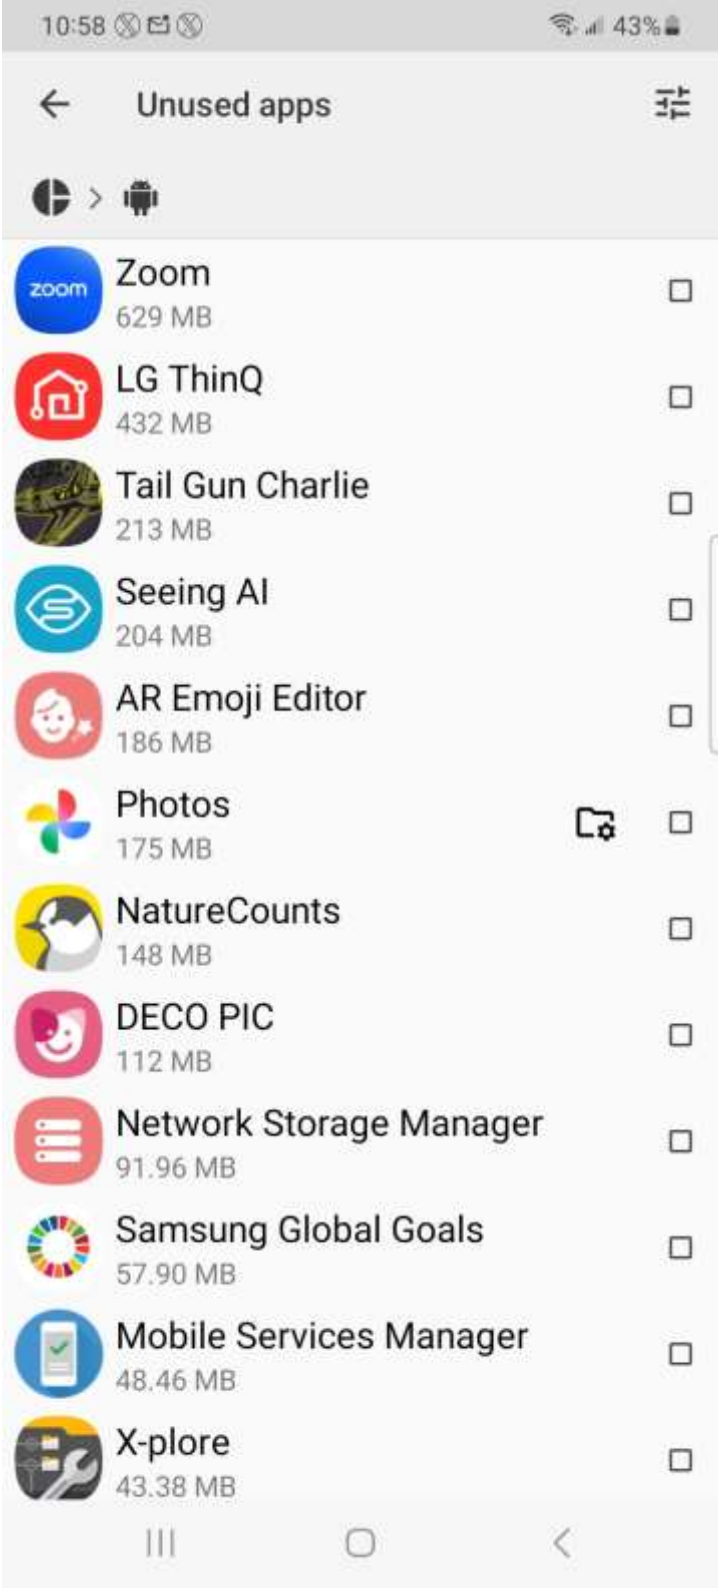 10:58 43%
Unused apps
zoom
Zoom
629 MB
LG ThinQ
432 MB
Tail Gun Charlie
213 MB
Seeing AI
204 MB
AR Emoji Editor
186 MB
Photos
175 MB
NatureCounts
148 MB
DECO PIC
112 MB
Network Storage Manager
91.96 MB
Samsung Global Goals
57.90 MB
Mobile Services Manager
48.46 MB
X-plore
43.38 MB